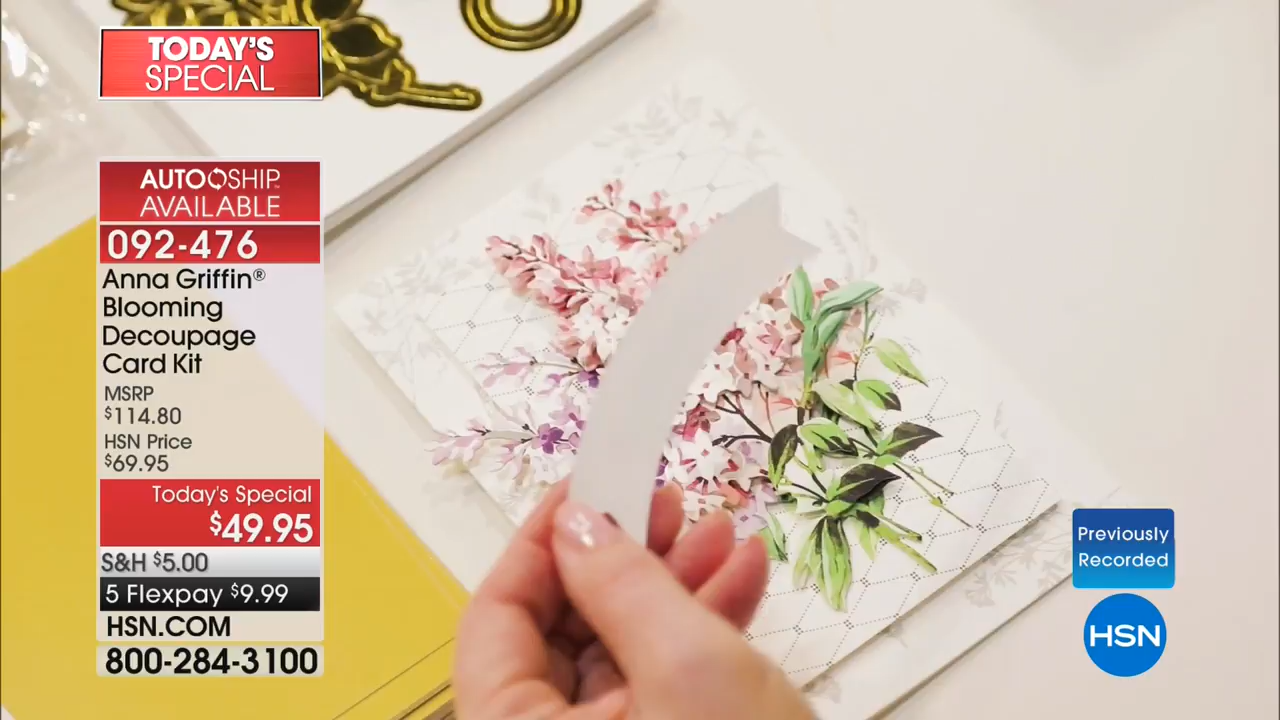 TODAY'S
SPECIAL
AUTOSHIP™
AVAILABLE
092-476
Anna Griffin®
Blooming
Decoupage
Card Kit
MSRP
$114.80
HSN Price
$69.95
Today's Special
$49.95
S&H $5.00
5 Flexpay $9.99
HSN.COM
800-284-3100
Previously
Recorded
HSN